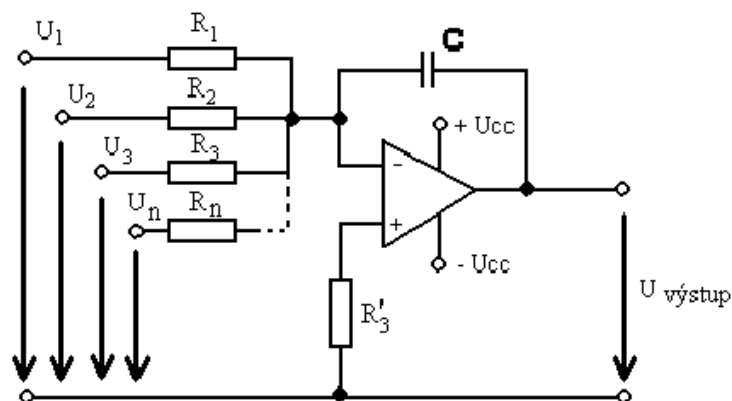 U1
R1
C
U2
R2
+ Ucc
U3
R3
-
Un
Rn
+
- Ucc
R'3
U výstup